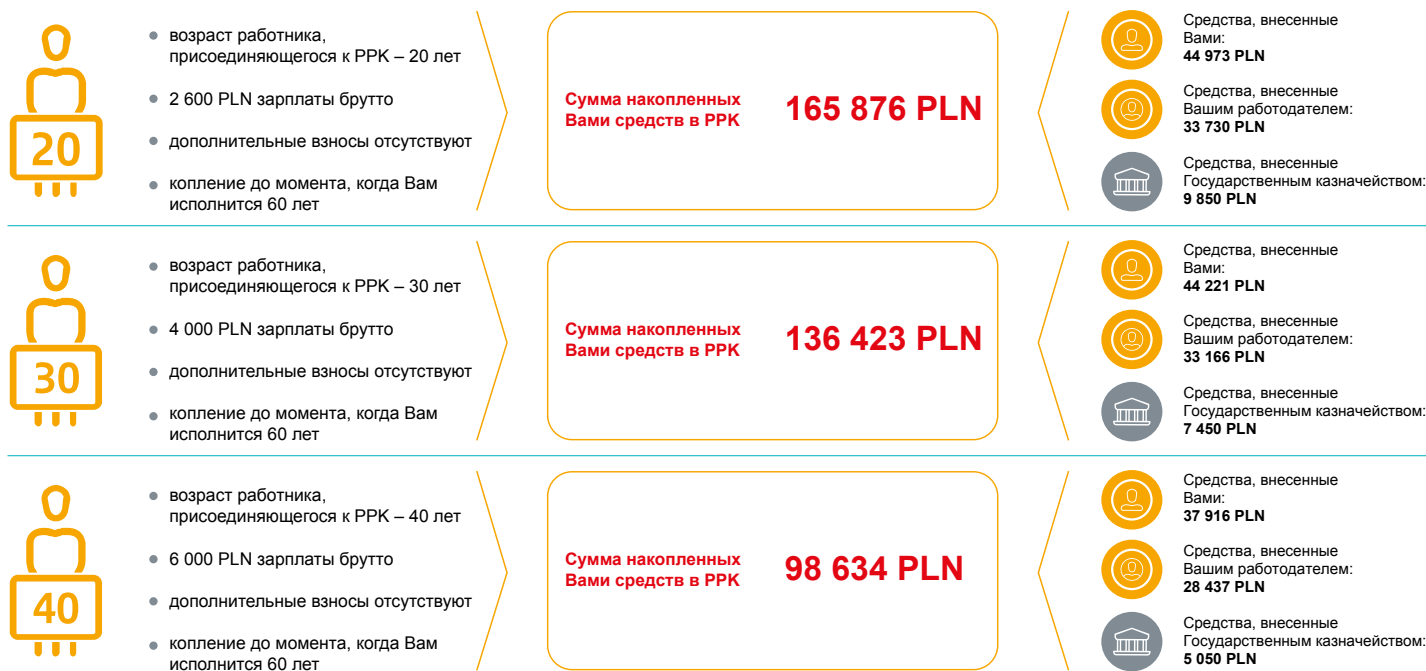 20
возраст работника,
присоединяющегося к PPK – 20 лет
2 600 PLN зарплаты брутто
дополнительные взносы отсутствуют
копление до момента, когда Вам
исполнится 60 лет
Сумма накопленных
Вами средств в PPK
165 876 PLN
Средства, внесенные
Вами:
44 973 PLN
Средства, внесенные
Вашим работодателем:
33 730 PLN
Средства, внесенные
Государственным казначейством:
9 850 PLN
30
возраст работника,
присоединяющегося к PPK – 30 лет
4 000 PLN зарплаты брутто
дополнительные взносы отсутствуют
копление до момента, когда Вам
исполнится 60 лет
Сумма накопленных
Вами средств в PPK
136 423 PLN
Средства, внесенные
Вами:
44 221 PLN
Средства, внесенные
Вашим работодателем:
33 166 PLN
Средства, внесенные
Государственным казначейством:
7 450 PLN
40
возраст работника,
присоединяющегося к PPK – 40 лет
6 000 PLN зарплаты брутто
дополнительные взносы отсутствуют
копление до момента, когда Вам
исполнится 60 лет
Сумма накопленных
Вами средств в PPK
98 634 PLN
Средства, внесенные
Вами:
37 916 PLN
Средства, внесенные
Вашим работодателем:
28 437 PLN
Средства, внесенные
Государственным казначейством:
5 050 PLN